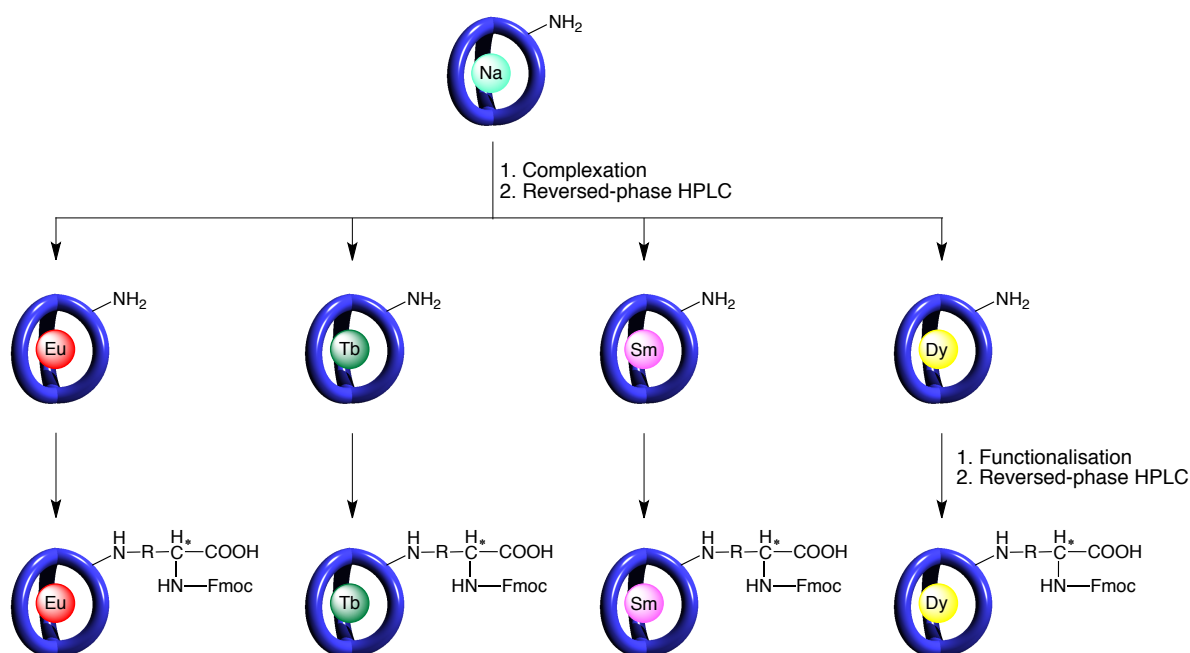 NH2
Na
1. Complexation
2. Reversed-phase HPLC
NH2
NH2
NH2
NH2
Eu
Tb
Sm
Dy
1. Functionalisation
2. Reversed-phase HPLC
H H*
N R C COOH
HN Fmoc
Eu
H H*
N R C COOH
HN Fmoc
Tb
H H*
N R C COOH
HN Fmoc
Sm
H H*
N R C COOH
HN Fmoc
Dy